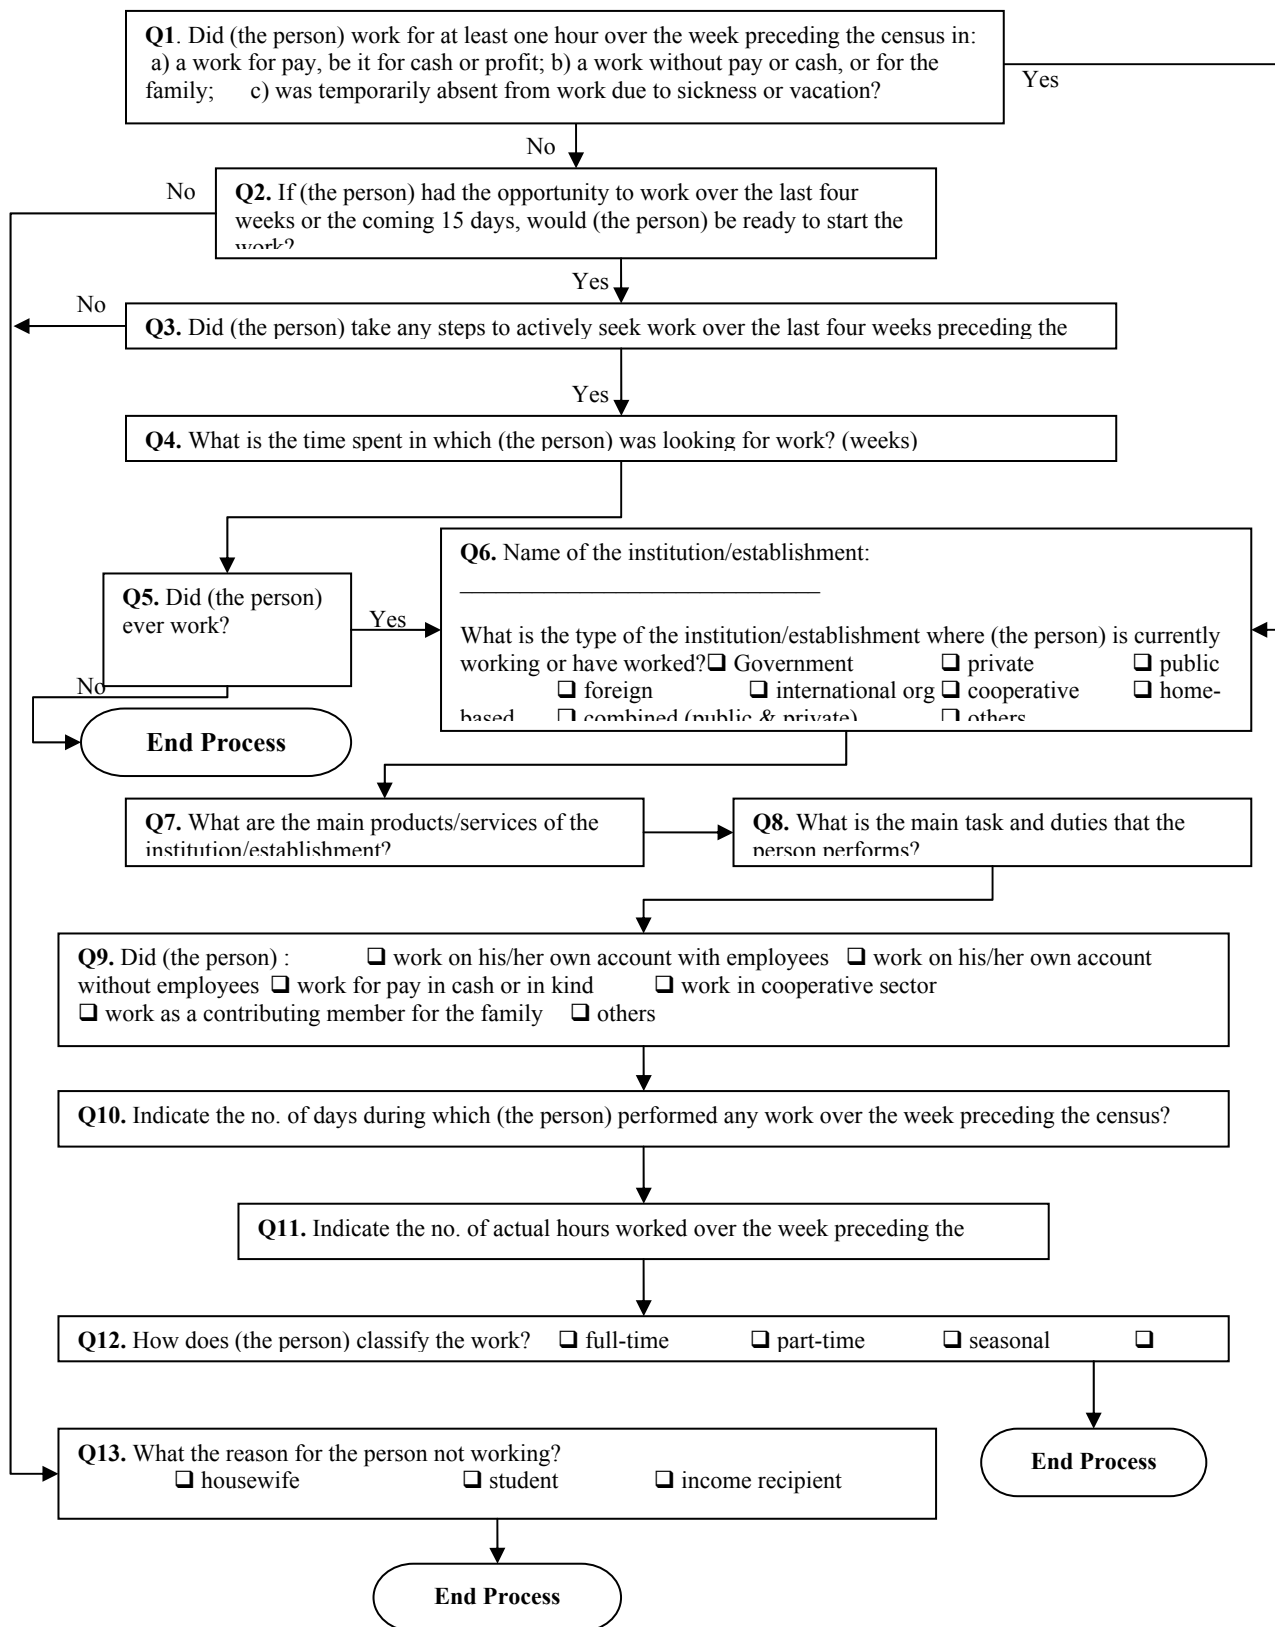 Q1. Did (the person) work for at least one hour over the week preceding the census in:
a) a work for pay, be it for cash or profit; b) a work without pay or cash, or for the
family; c) was temporarily absent from work due to sickness or vacation?
Yes
No
No
Q2. If (the person) had the opportunity to work over the last four
weeks or the coming 15 days, would (the person) be ready to start the
work?
Yes
No
Q3. Did (the person) take any steps to actively seek work over the last four weeks preceding the
Yes
Q4. What is the time spent in which (the person) was looking for work? (weeks)
Q5. Did (the person)
ever work?
Yes
No
End Process
Q6. Name of the institution/establishment:
______________________________
What is the type of the institution/establishment where (the person) is currently
working or have worked?❑ Government ❑ private ❑ public
❑ foreign ❑ international org ❑ cooperative ❑ home-
based ❑ combined (public & private) ❑ others
Q7. What are the main products/services of the
institution/establishment?
Q8. What is the main task and duties that the
person performs?
Q9. Did (the person) : ❑ work on his/her own account with employees ❑ work on his/her own account
without employees ❑ work for pay in cash or in kind ❑ work in cooperative sector
❑ work as a contributing member for the family ❑ others
Q10. Indicate the no. of days during which (the person) performed any work over the week preceding the census?
Q11. Indicate the no. of actual hours worked over the week preceding the
Q12. How does (the person) classify the work? ❑ full-time ❑ part-time ❑ seasonal ❑
End Process
Q13. What the reason for the person not working?
❑ housewife ❑ student ❑ income recipient
End Process